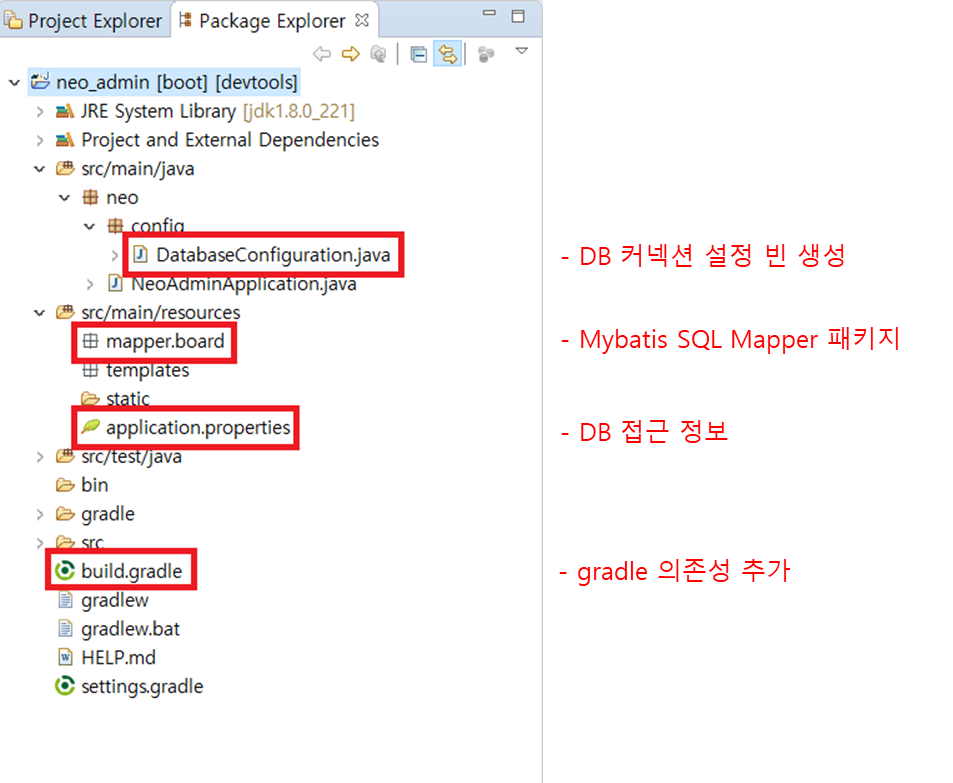 Project Explorer Package Explorer
neo_admin [boot] [devtools]
JRE System Library [jdk1.8.0_221]
Project and External Dependencies
src/main/java
neo
config
DatabaseConfiguration.java - DB 커넥션 설정 빈 생성
NeoAdminApplication.java
src/main/resources
mapper.board - Mybatis SQL Mapper 패키지
templates
static
application.properties - DB 접근 정보
src/test/java
bin
gradle
src
build.gradle - gradle 의존성 추가
gradlew
gradlew.bat
HELP.md
settings.gradle